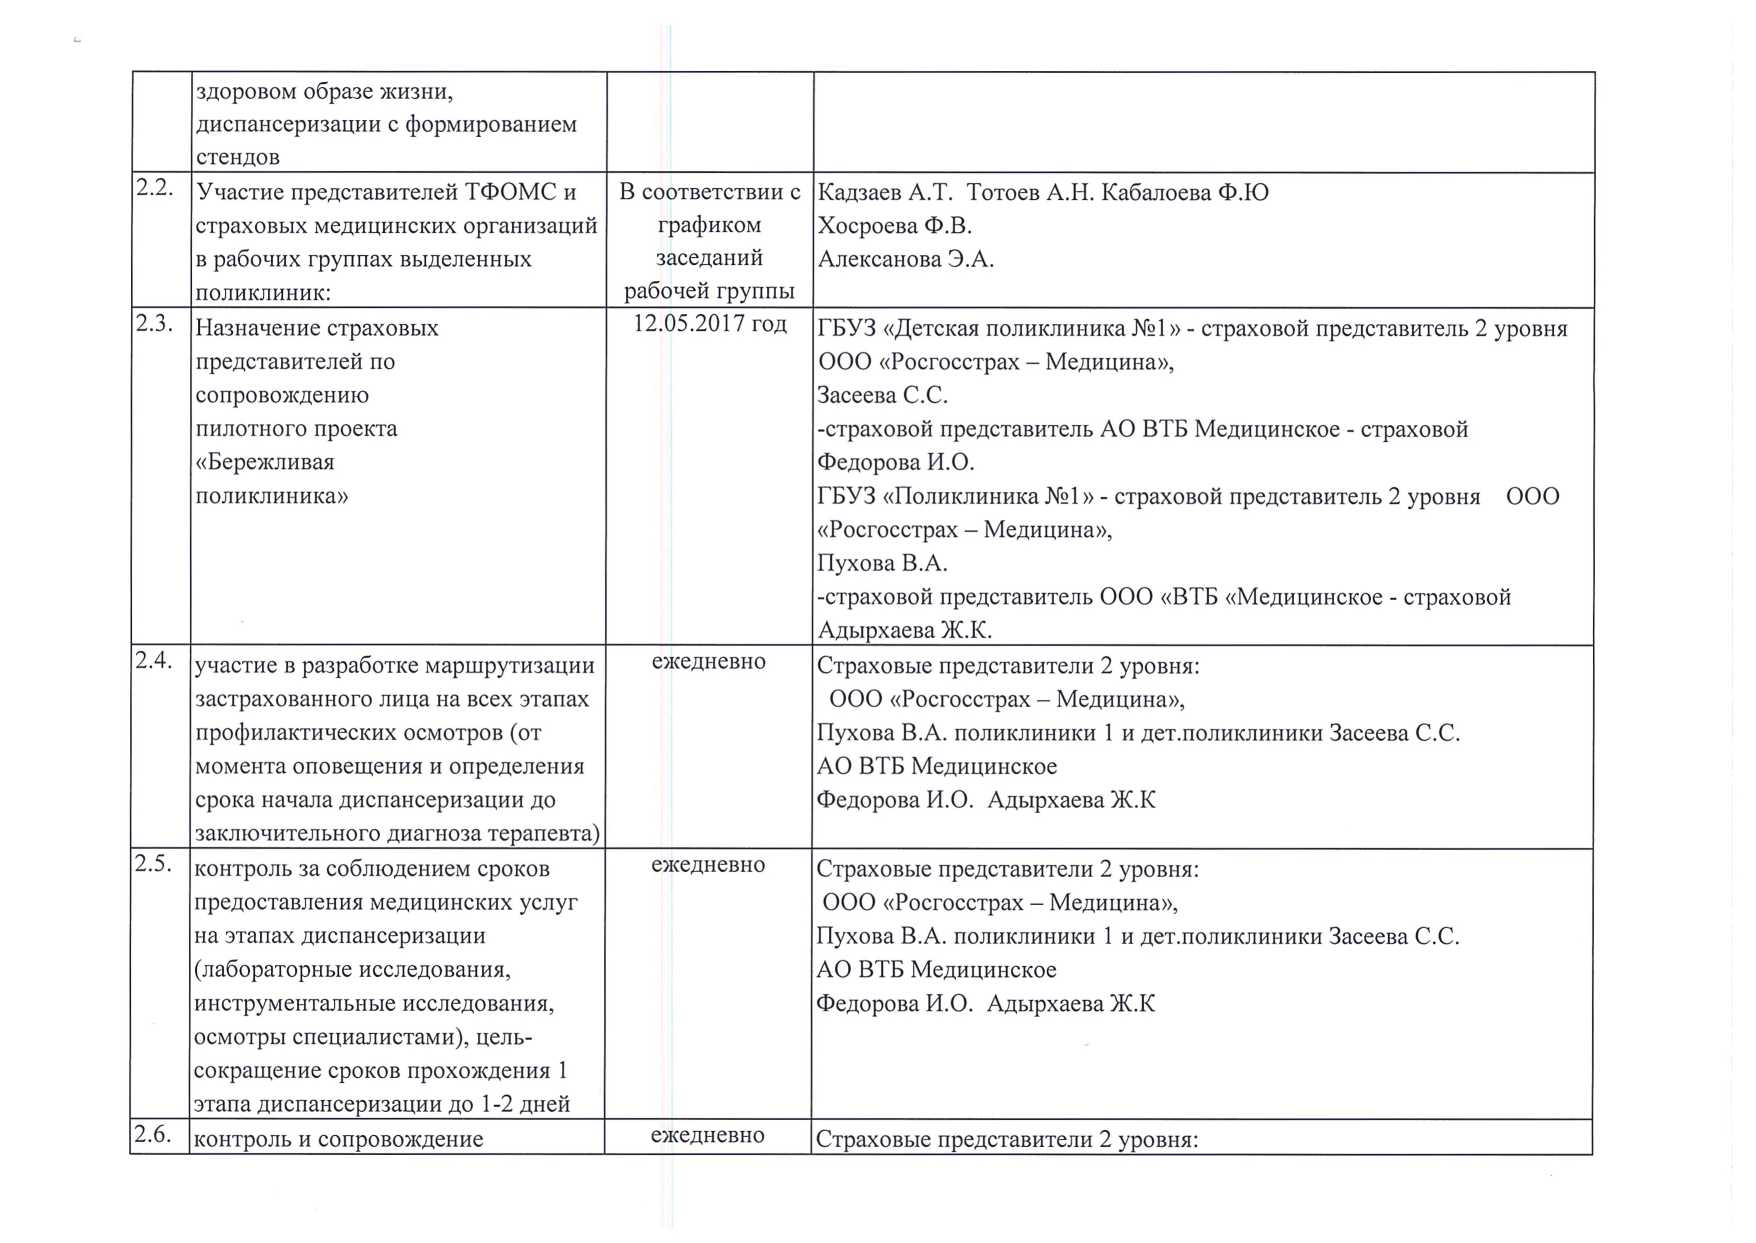 здоровом образе жизни,
диспансеризации с формированием
стендов
2.2.
Участие представителей ТФОМС и
страховых медицинских организаций
в рабочих группах выделенных
поликлиник:
В соответствии с
графиком
заседаний
рабочей группы
Кадзаев А.Т.  Тотоев А.Н. Кабалоева Ф.Ю
Хосроева Ф.В.
Алексанова Э.А.
2.3.
Назначение страховых
представителей по
сопровождению
пилотного проекта
«Бережливая
поликлиника»
12.05.2017 год
ГБУЗ «Детская поликлиника №1» - страховой представитель 2 уровня
ООО «Росгосстрах – Медицина»,
Засеева С.С.
-страховой представитель АО ВТБ Медицинское - страховой
Федорова И.О.
ГБУЗ «Поликлиника №1» - страховой представитель 2 уровня    ООО
«Росгосстрах – Медицина»,
Пухова В.А.
-страховой представитель ООО «ВТБ «Медицинское - страховой
Адырхаева Ж.К.
2.4.
участие в разработке маршрутизации
застрахованного лица на всех этапах
профилактических осмотров (от
момента оповещения и определения
срока начала диспансеризации до
заключительного диагноза терапевта)
ежедневно
Страховые представители 2 уровня:
ООО «Росгосстрах – Медицина»,
Пухова В.А. поликлиники 1 и дет.поликлиники Засеева С.С.
АО ВТБ Медицинское
Федорова И.О.  Адырхаева Ж.К
2.5.
контроль за соблюдением сроков
предоставления медицинских услуг
на этапах диспансеризации
(лабораторные исследования,
инструментальные исследования,
осмотры специалистами), цель-
сокращение сроков прохождения 1
этапа диспансеризации до 1-2 дней
ежедневно
Страховые представители 2 уровня:
ООО «Росгосстрах – Медицина»,
Пухова В.А. поликлиники 1 и дет.поликлиники Засеева С.С.
АО ВТБ Медицинское
Федорова И.О.  Адырхаева Ж.К
2.6.
контроль и сопровождение
ежедневно
Страховые представители 2 уровня: